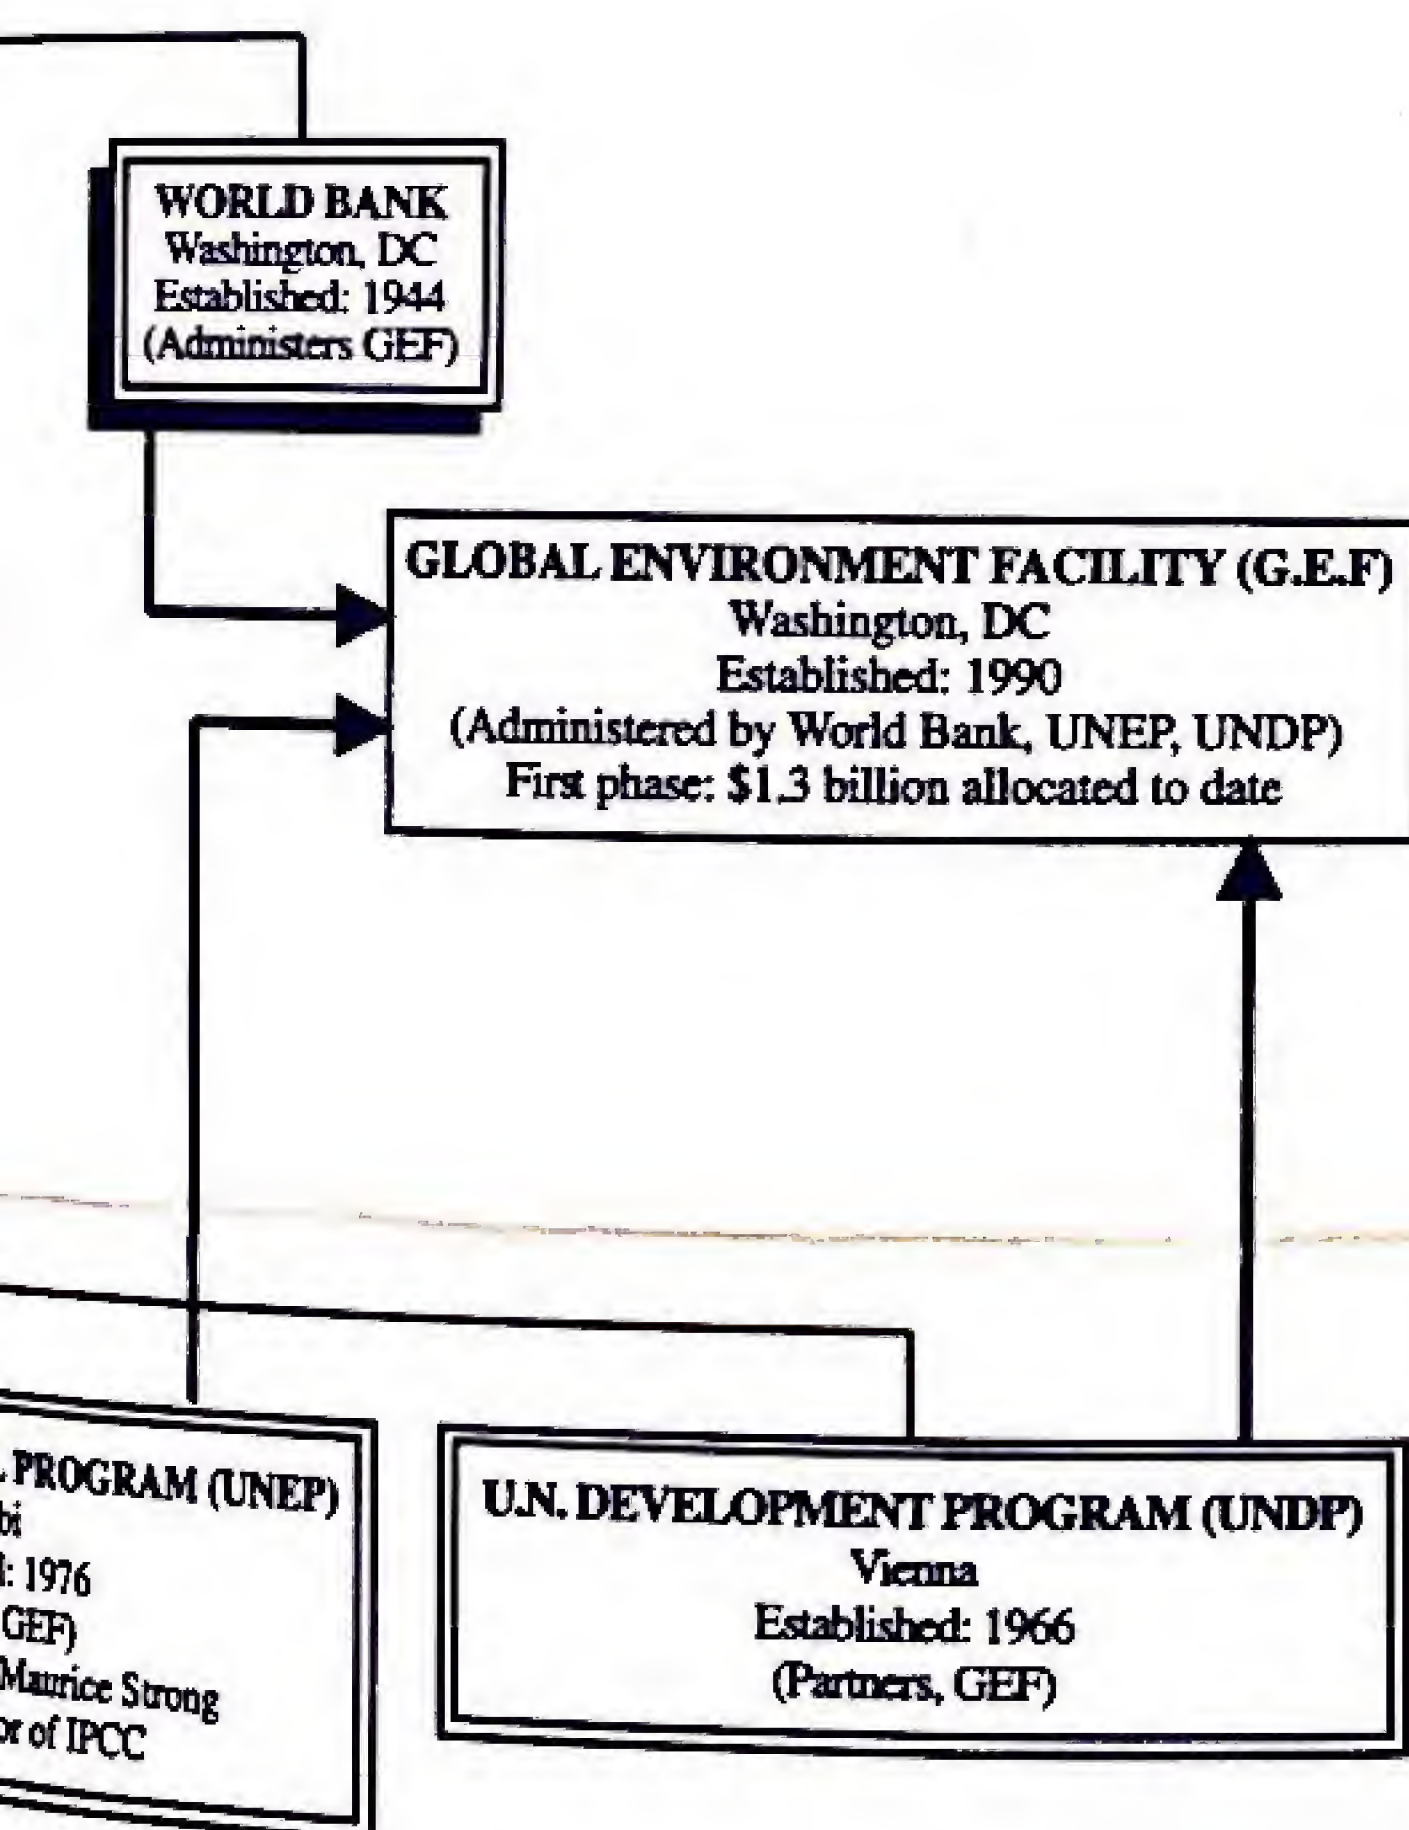 WORLD BANK
Washington, DC
Established: 1944
(Administers GEF)
GLOBAL ENVIRONMENT FACILITY (G.E.F)
Washington, DC
Established: 1990
(Administered by World Bank, UNEP, UNDP)
First phase: $1.3 billion allocated to date
PROGRAM (UNEP)
bi
: 1976
GEF)
Maurice Strong
or of IPCC
U.N. DEVELOPMENT PROGRAM (UNDP)
Vienna
Established: 1966
(Partners, GEF)